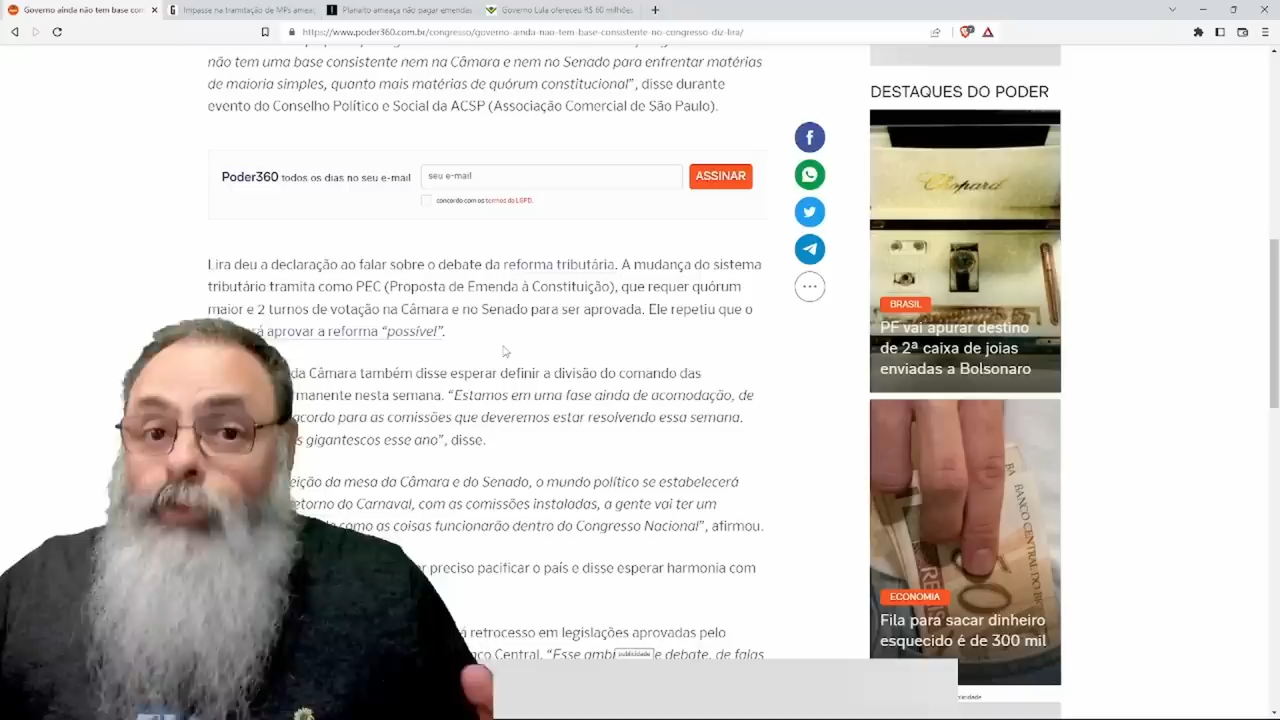 Governo ainda não tem base con
Impasse na tramitação de MPs ameaç
Planalto ameaça não pagar emendas
Governo Lula ofereceu R$ 60 milhões
https://www.poder360.com.br/congresso/governo-ainda-nao-tem-base-consistente-no-congresso-diz-lira/
não tem uma base consistente nem na Câmara e nem no Senado para enfrentar matérias
de maioria simples, quanto mais matérias de quórum constitucional”, disse durante
evento do Conselho Político e Social da ACSP (Associação Comercial de São Paulo).
Poder360 todos os dias no seu e-mail
seu e-mail
ASSINAR
concordo com os termos da LGPD.
Lira deu a declaração ao falar sobre o debate da reforma tributária. A mudança do sistema
tributário tramita como PEC (Proposta de Emenda à Constituição), que requer quórum
maior e 2 turnos de votação na Câmara e no Senado para ser aprovada. Ele repetiu que o
aprovar a reforma “possível”.
da Câmara também disse esperar definir a divisão do comando das
nesta semana. “Estamos em uma fase ainda de acomodação, de
acordo para as comissões que deveremos estar resolvendo essa semana.
gigantescos esse ano”, disse.
da mesa da Câmara e do Senado, o mundo político se estabelecerá
do Carnaval, com as comissões instaladas, a gente vai ter um
como as coisas funcionarão dentro do Congresso Nacional”, afirmou.
preciso pacificar o país e disse esperar harmonia com
retrocesso em legislações aprovadas pelo
Central. “Esse e debate, de falas
publicidade
DESTAQUES DO PODER
Chopard
BRASIL
PF vai apurar destino
de 2ª caixa de joias
enviadas a Bolsonaro
BANCO CENTRAL DO
ECONOMIA
Fila para sacar dinheiro
esquecido é de 300 mil